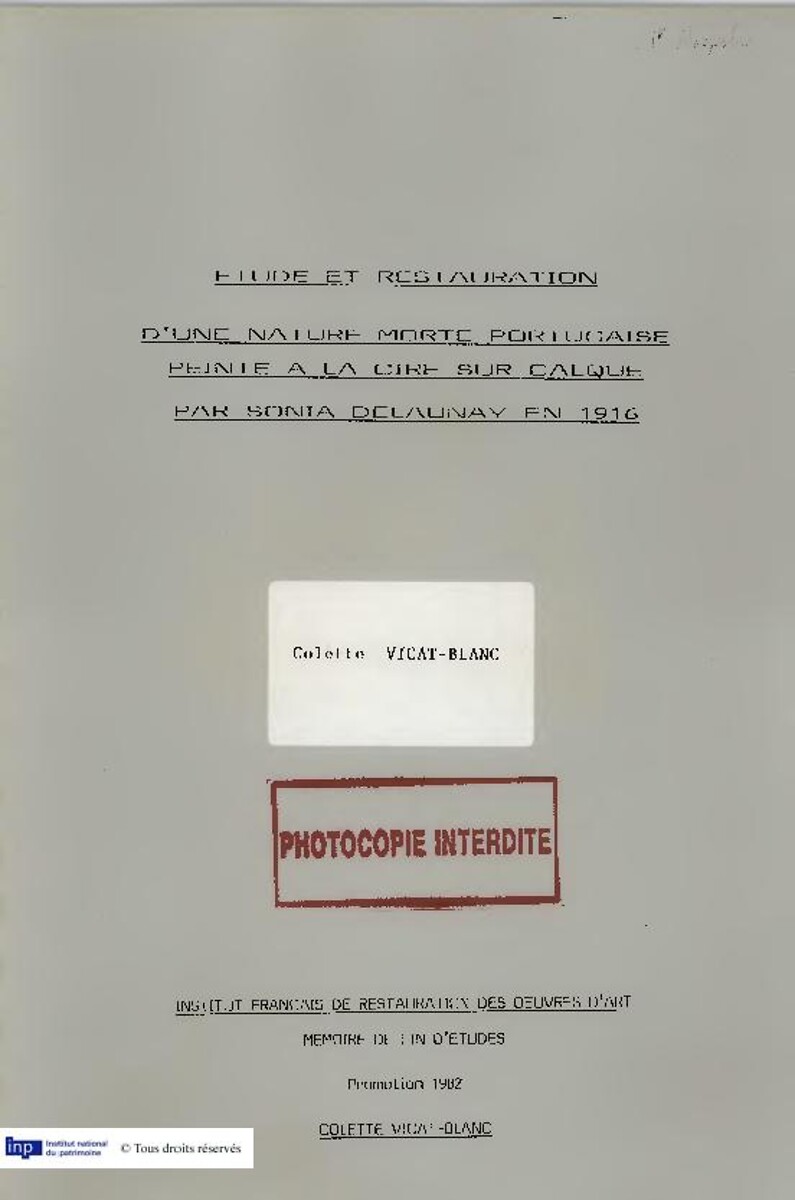 ETUDE ET RESTAURATION
D'UNE NATURE MORTE PORTUGAISE
PEINTE A LA CIRE SUR CALQUE
PAR SONIA DELAUNAY EN 1916
Colette VICAT-BLANC
PHOTOCOPIE INTERDITE
INSTITUT FRANCAIS DE RESTAURATION DES OEUVRES D'ART
MEMOIRE DE FIN D'ETUDES
Promotion 1982
COLETTE VICAT-BLANC
inp Institut national du patrimoine © Tous droits réservés